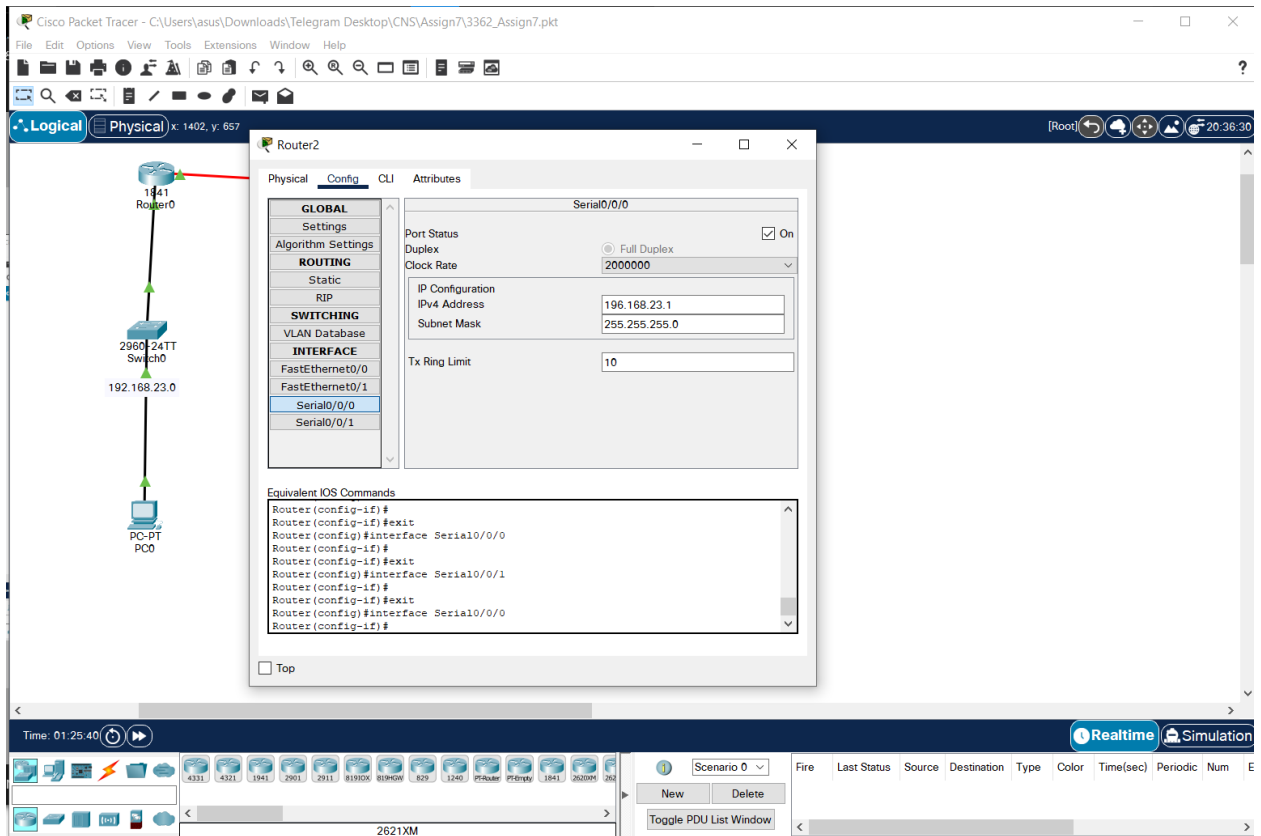 Cisco Packet Tracer - C:\Users\asus\Downloads\Telegram Desktop\CNS\Assign7\3362_Assign7.pkt
File Edit Options View Tools Extensions Window Help
?
Logical Physical x: 1402, y: 657 [Root] 20:36:30
1841
Router0
2960-24TT
Switch0
192.168.23.0
PC-PT
PC0
Router2
Physical Config CLI Attributes
GLOBAL
Settings
Algorithm Settings
ROUTING
Static
RIP
SWITCHING
VLAN Database
INTERFACE
FastEthernet0/0
FastEthernet0/1
Serial0/0/0
Serial0/0/1
Serial0/0/0
Port Status On
Duplex Full Duplex
Clock Rate 2000000
IP Configuration
IPv4 Address 196.168.23.1
Subnet Mask 255.255.255.0
Tx Ring Limit 10
Equivalent IOS Commands
Router(config-if)#
Router(config-if)#exit
Router(config)#interface Serial0/0/0
Router(config-if)#
Router(config-if)#exit
Router(config)#interface Serial0/0/1
Router(config-if)#
Router(config-if)#exit
Router(config)#interface Serial0/0/0
Router(config-if)#
Top
Time: 01:25:40 Realtime Simulation
4331 4321 1941 2901 2911 819IOX 819HGW 829 1240 PT-Router PT-Empty 1841 2620XM 262
2621XM
Scenario 0
New Delete
Toggle PDU List Window
Fire Last Status Source Destination Type Color Time(sec) Periodic Num E